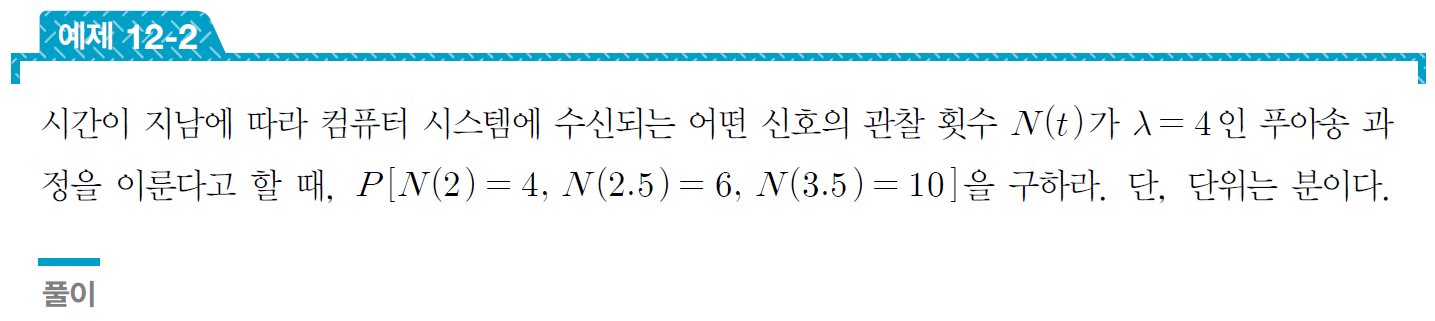 예제 12-2
시간이 지남에 따라 컴퓨터 시스템에 수신되는 어떤 신호의 관찰 횟수 N(t)가 λ=4인 푸아송 과
정을 이룬다고 할 때, P[N(2)=4, N(2.5)=6, N(3.5)=10]을 구하라. 단, 단위는 분이다.
풀이